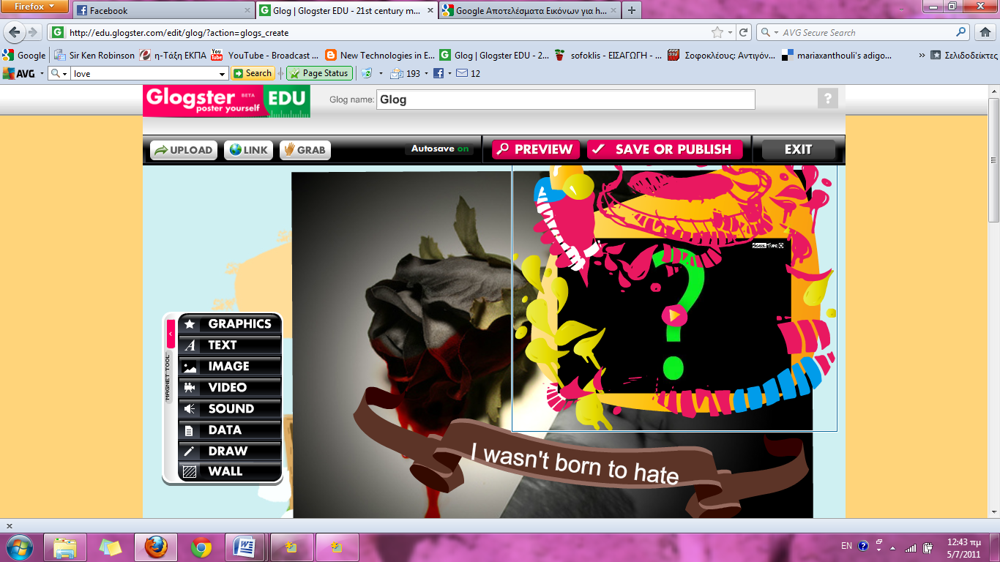 Firefox
Facebook
Glog | Glogster EDU - 21st century m...
Google Αποτελέσματα Εικόνων για h...
http://edu.glogster.com/edit/glog/?action=glogs_create
AVG Secure Search
Google
Sir Ken Robinson
η-Τάξη ΕΚΠΑ
YouTube - Broadcast ...
New Technologies in E...
Glog | Glogster EDU - 2...
sofoklis - ΕΙΣΑΓΩΓΗ - ...
Σοφοκλέους: Αντιγόν...
mariaxanthouli's adigo...
Σελιδοδείκτες
AVG
love
Search
Page Status
193
12
Glogster BETA EDU
poster yourself
Glog name: Glog
?
UPLOAD
LINK
GRAB
Autosave on
PREVIEW
SAVE OR PUBLISH
EXIT
MAGNET TOOL
GRAPHICS
TEXT
IMAGE
VIDEO
SOUND
DATA
DRAW
WALL
?
I wasn't born to hate
EN
12:43 πμ
5/7/2011